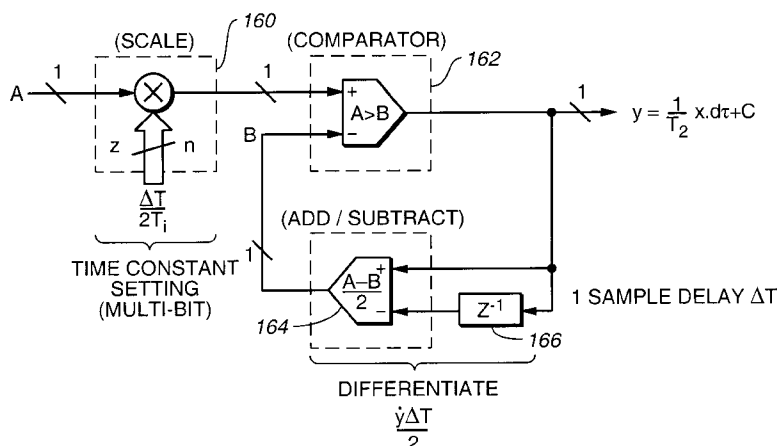 (SCALE)
160
(COMPARATOR)
162
A
1
1
+
A>B
−
1
y = 1/T2 x.dτ+C
B
z
n
ΔT
2Ti
(ADD / SUBTRACT)
TIME CONSTANT
SETTING
(MULTI-BIT)
1
A−B
2
+
−
164
Z-1
166
1 SAMPLE DELAY ΔT
DIFFERENTIATE
ẏΔT
2